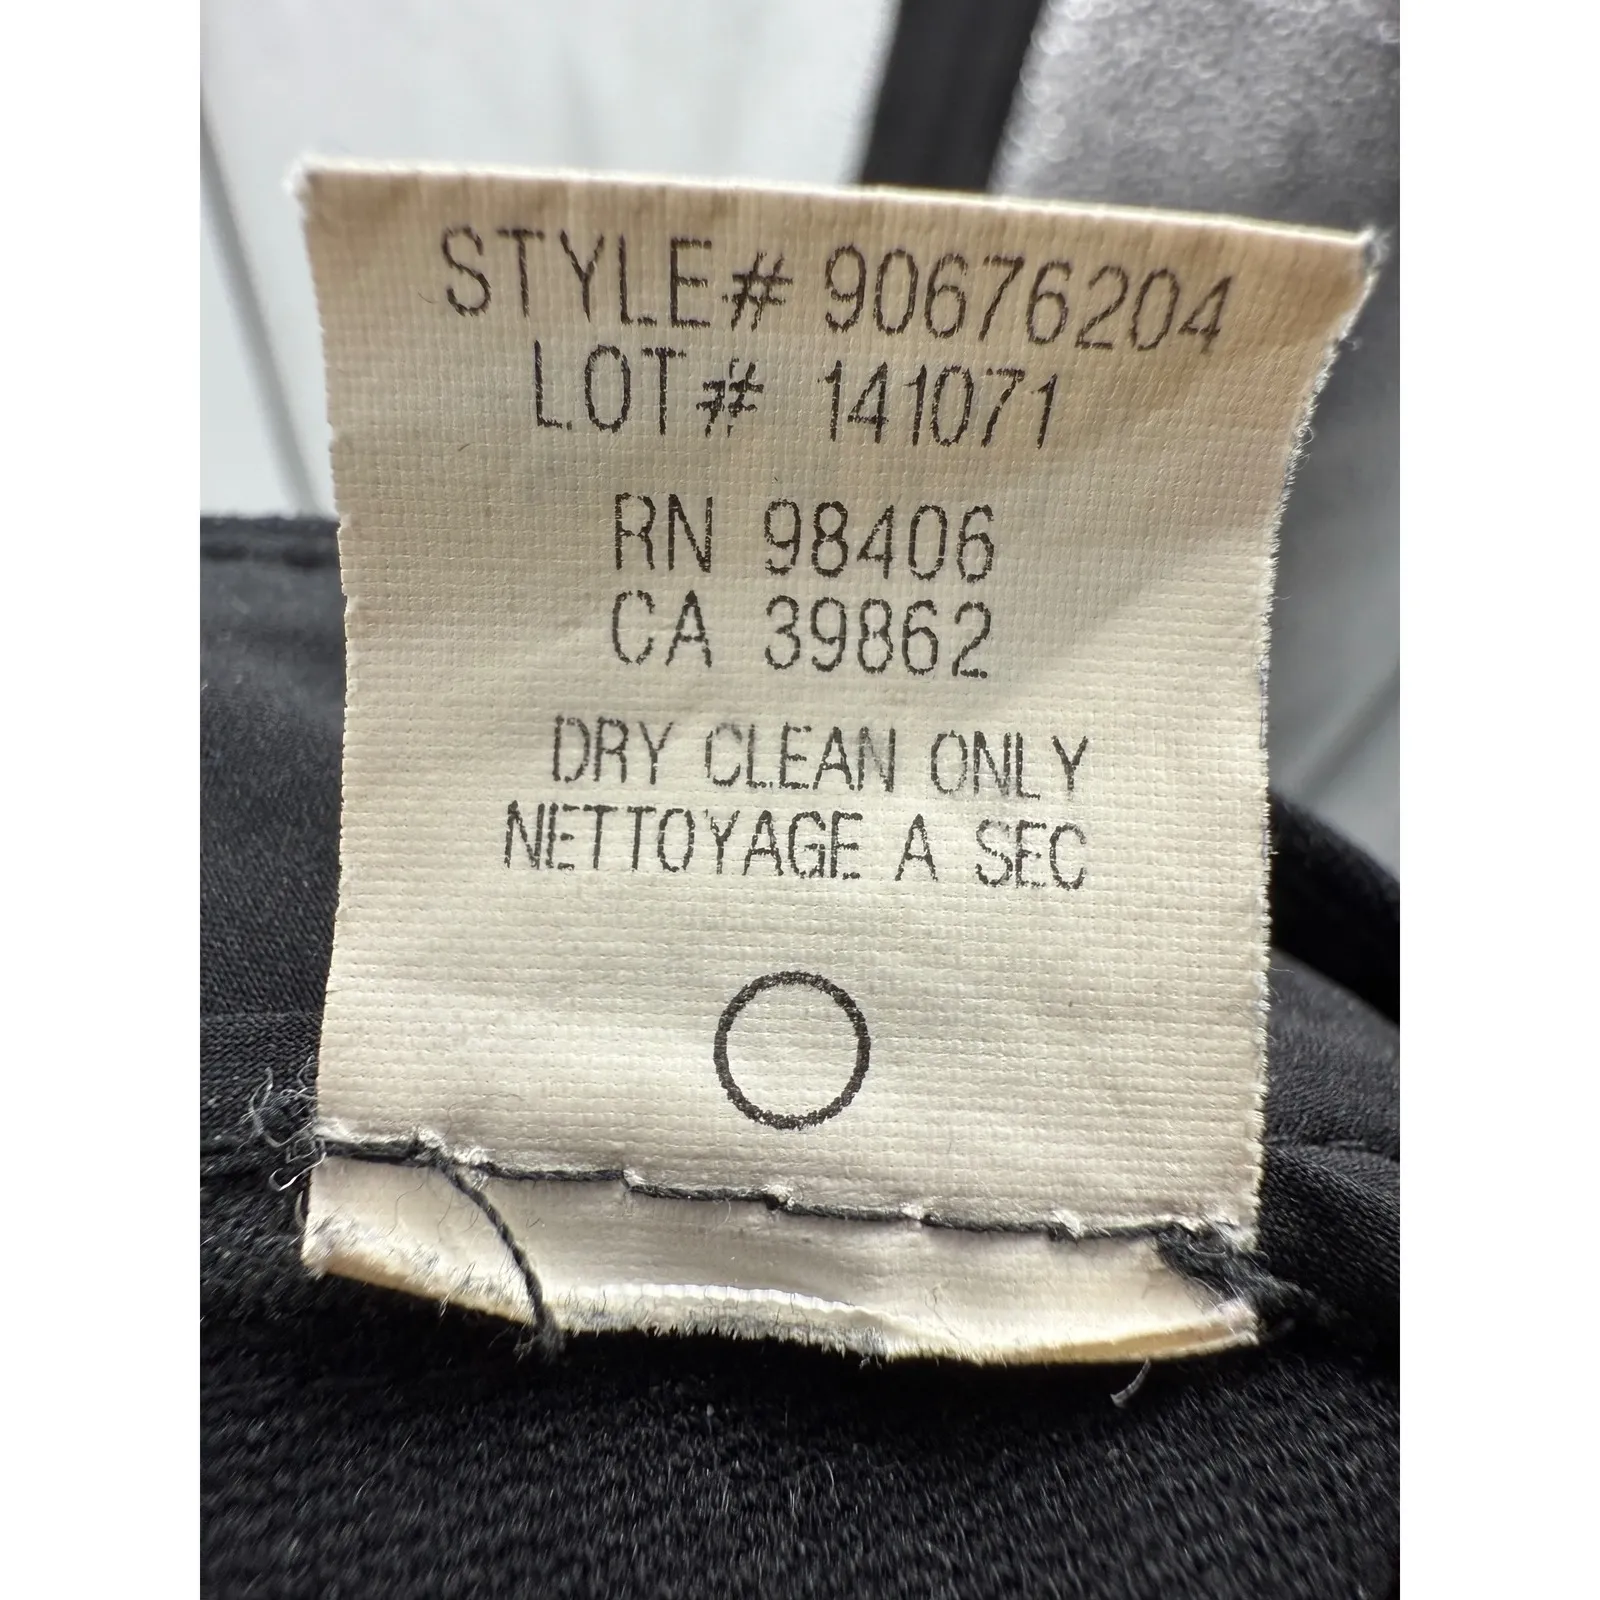 STYLE# 90676204
LOT# 141071
RN 98406
CA 39862
DRY CLEAN ONLY
NETTOYAGE A SEC